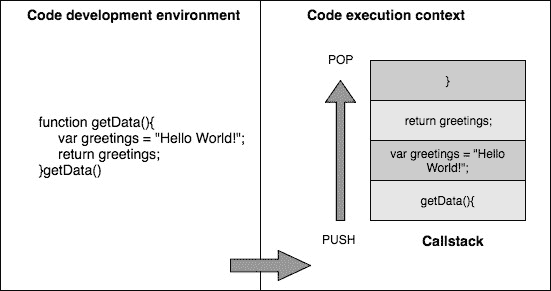 Code development environment
Code execution context
function getData(){
var greetings = "Hello World!";
return greetings;
}getData()
POP
PUSH
}
return greetings;
var greetings = "Hello
World!";
getData(){
Callstack